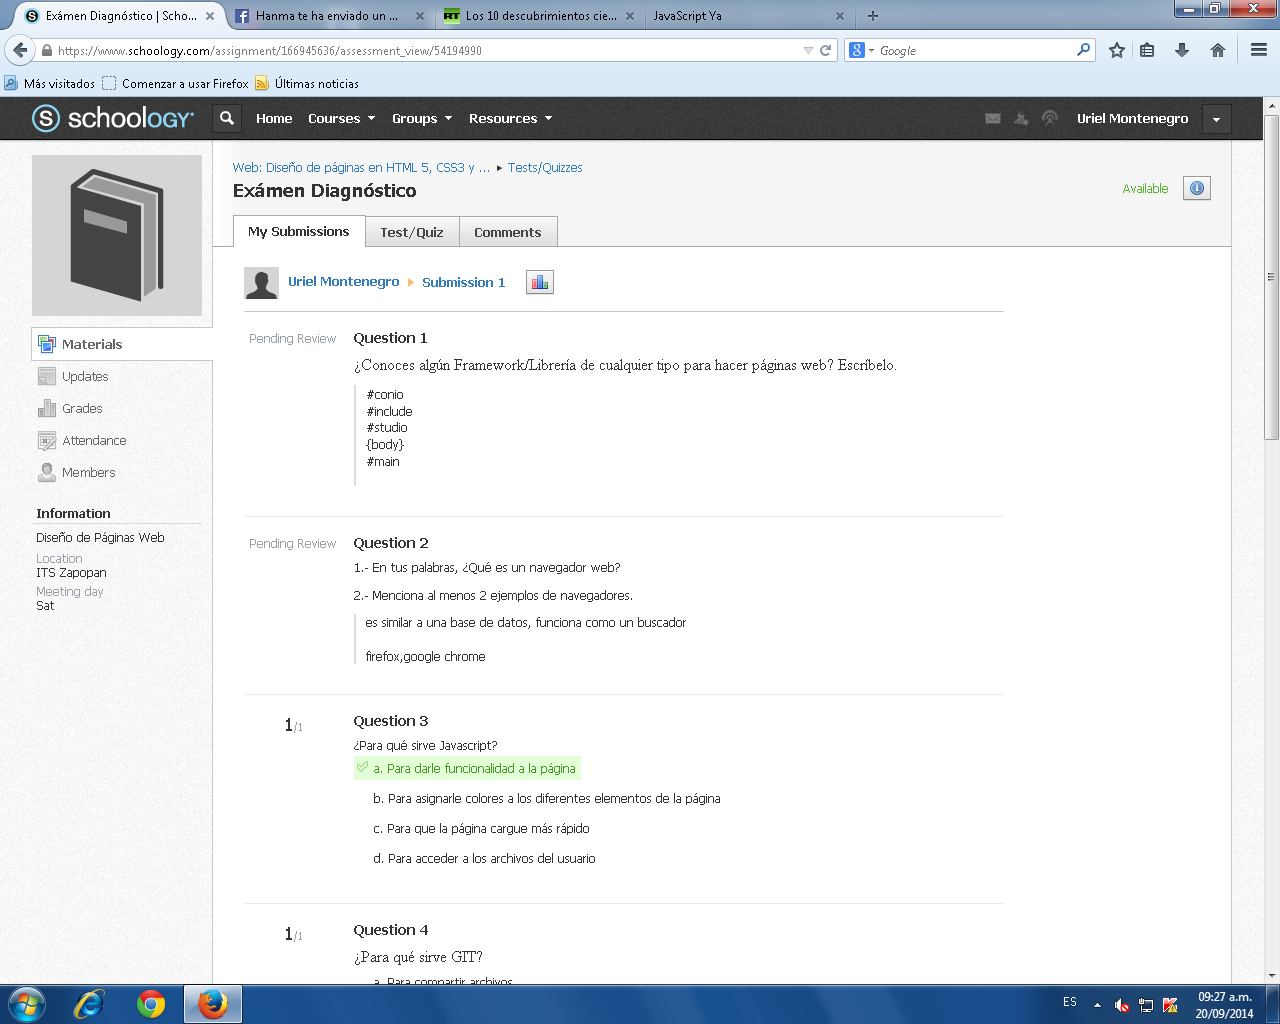 Exámen Diagnóstico | Scho...
Hanma te ha enviado un ...
RT Los 10 descubrimientos cie...
JavaScript Ya
https://www.schoology.com/assignment/166945636/assessment_view/54194990
Google
Más visitados
Comenzar a usar Firefox
Últimas noticias
S schoology
Home
Courses
Groups
Resources
Uriel Montenegro
Web: Diseño de páginas en HTML 5, CSS3 y ... ▸ Tests/Quizzes
Exámen Diagnóstico
Available
My Submissions
Test/Quiz
Comments
Uriel Montenegro
Submission 1
Materials
Updates
Grades
Attendance
Members
Information
Diseño de Páginas Web
Location
ITS Zapopan
Meeting day
Sat
Pending Review
Question 1
¿Conoces algún Framework/Librería de cualquier tipo para hacer páginas web? Escríbelo.
#conio
#include
#studio
{body}
#main
Pending Review
Question 2
1.- En tus palabras, ¿Qué es un navegador web?
2.- Menciona al menos 2 ejemplos de navegadores.
es similar a una base de datos, funciona como un buscador
firefox,google chrome
1/1
Question 3
¿Para qué sirve Javascript?
a. Para darle funcionalidad a la página
b. Para asignarle colores a los diferentes elementos de la página
c. Para que la página cargue más rápido
d. Para acceder a los archivos del usuario
1/1
Question 4
¿Para qué sirve GIT?
a. Para compartir archivos
ES
09:27 a.m.
20/09/2014